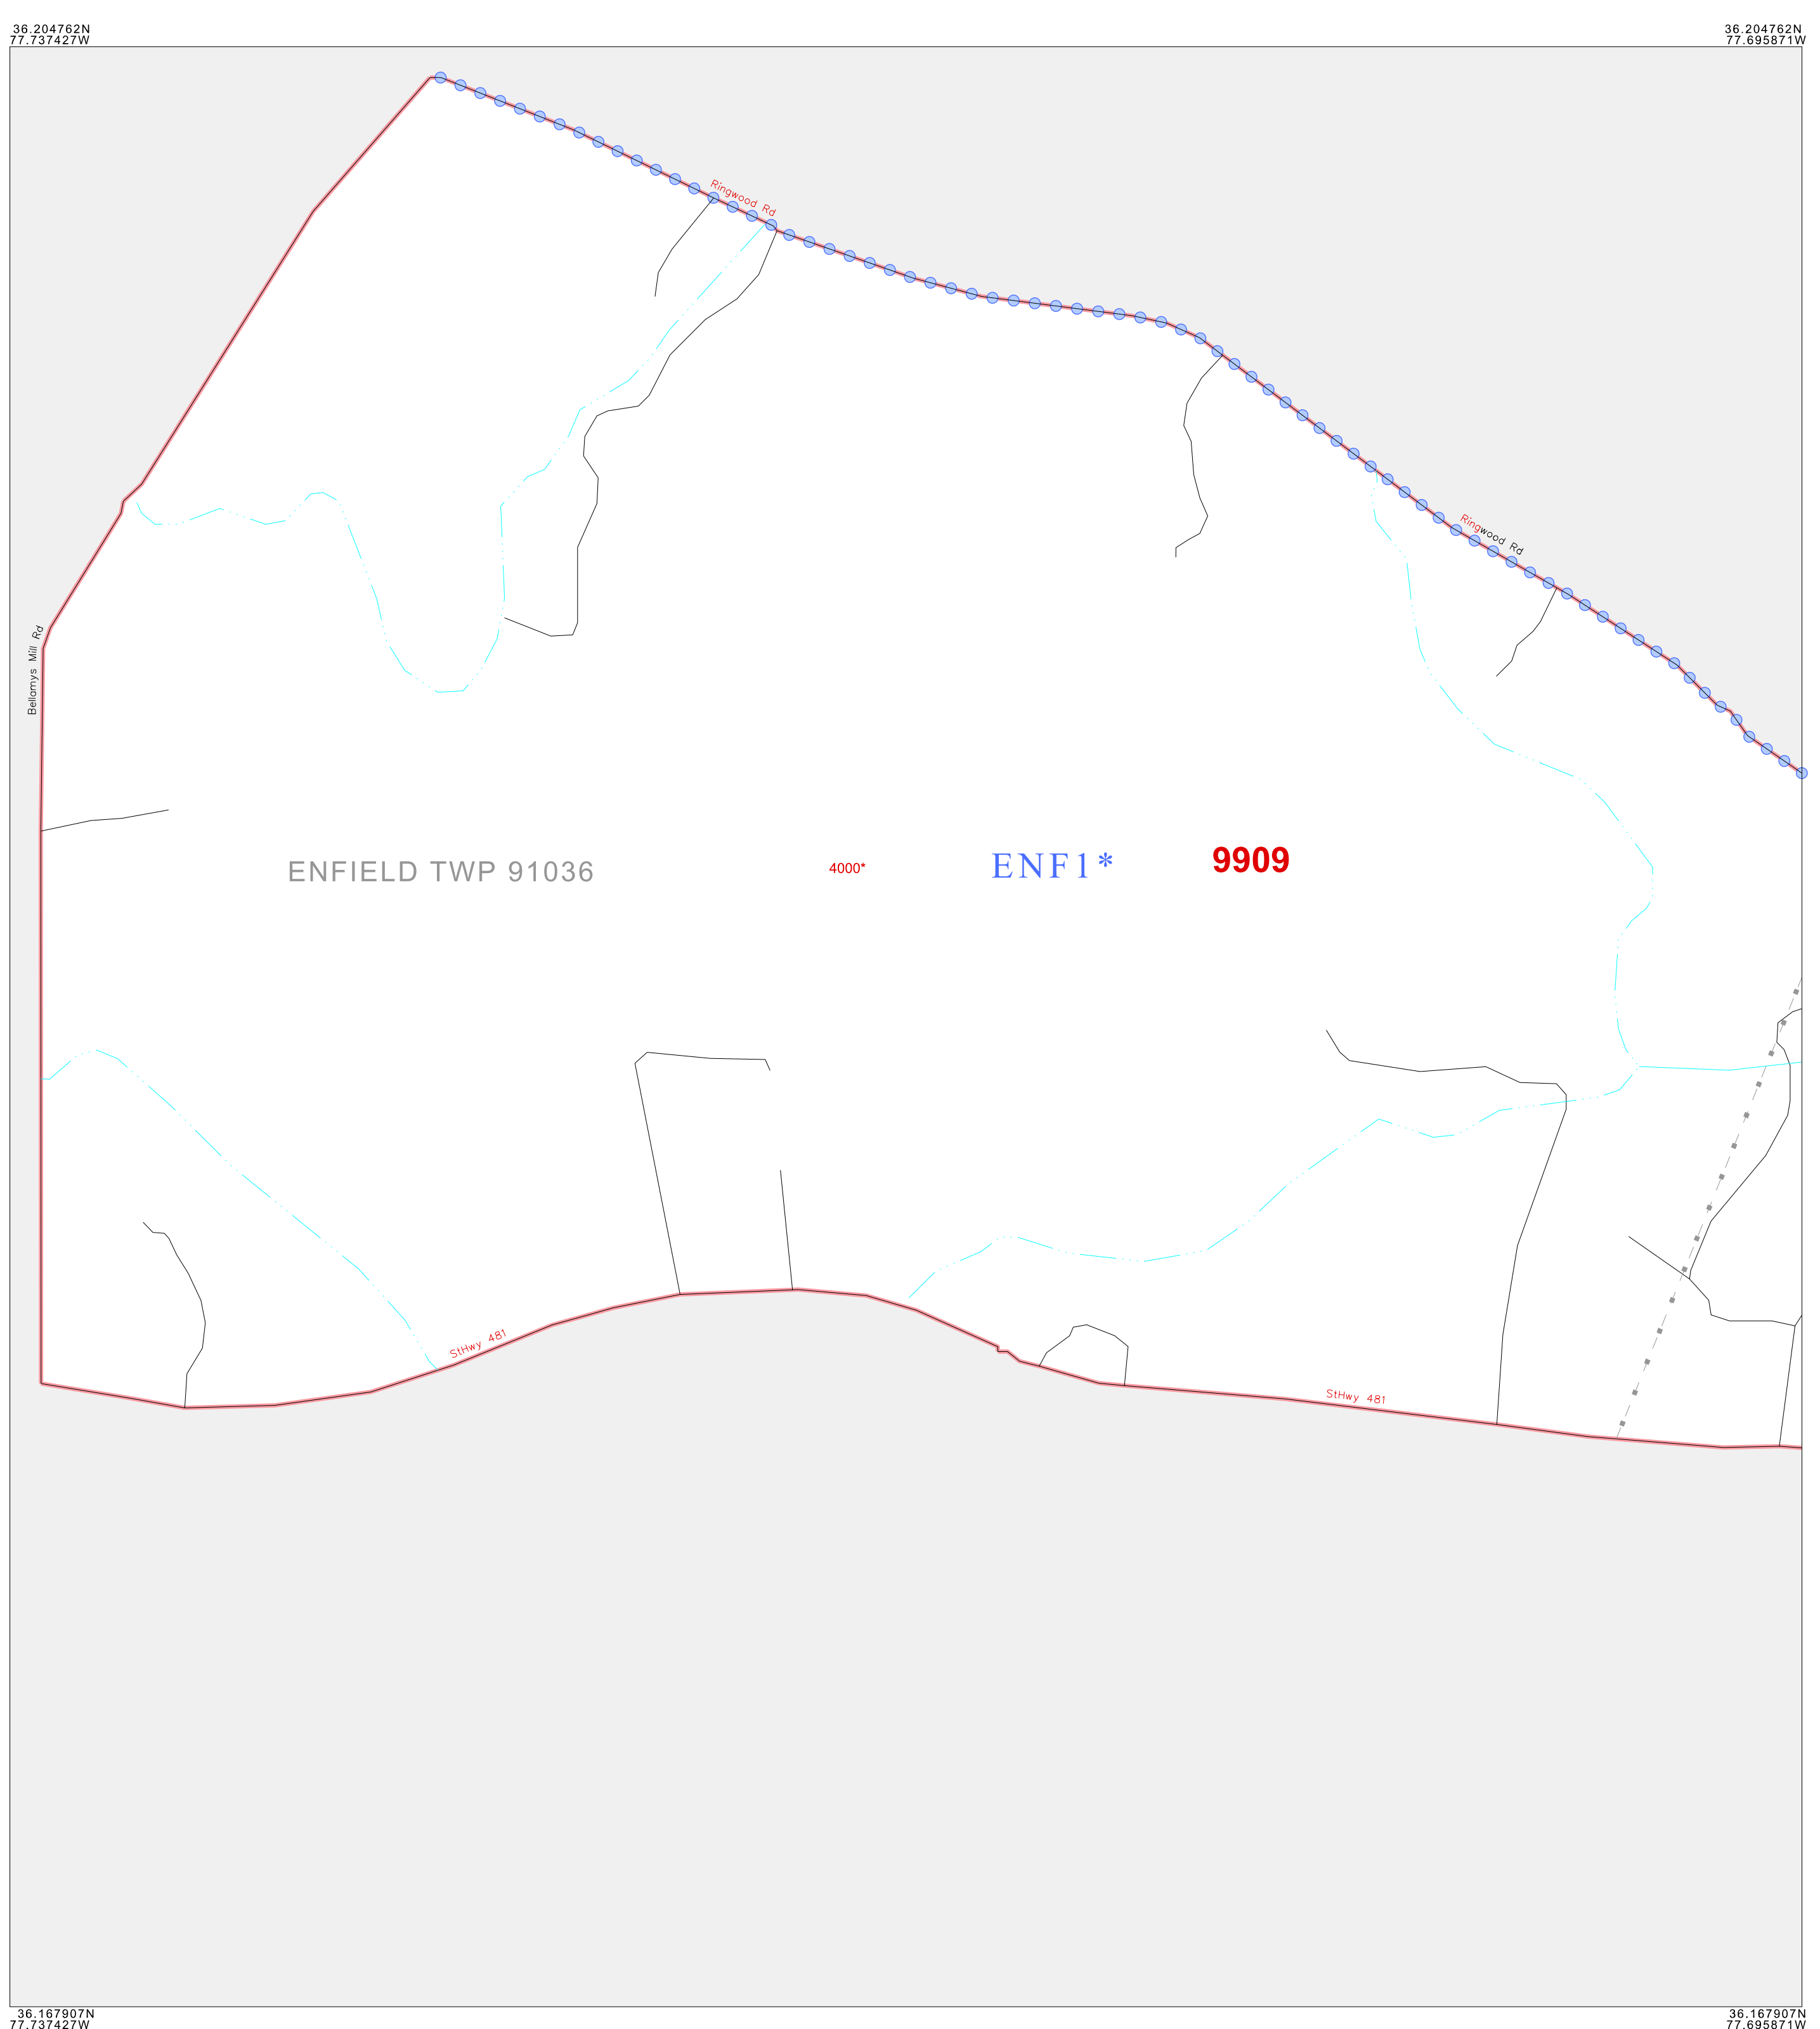 36.204762N
77.737427W
36.204762N
77.695871W
Ringwood Rd
Ringwood Rd
Bellamys Mill Rd
ENFIELD TWP 91036
4000*
ENF1*
9909
StHwy 481
StHwy 481
36.167907N
77.737427W
36.167907N
77.695871W